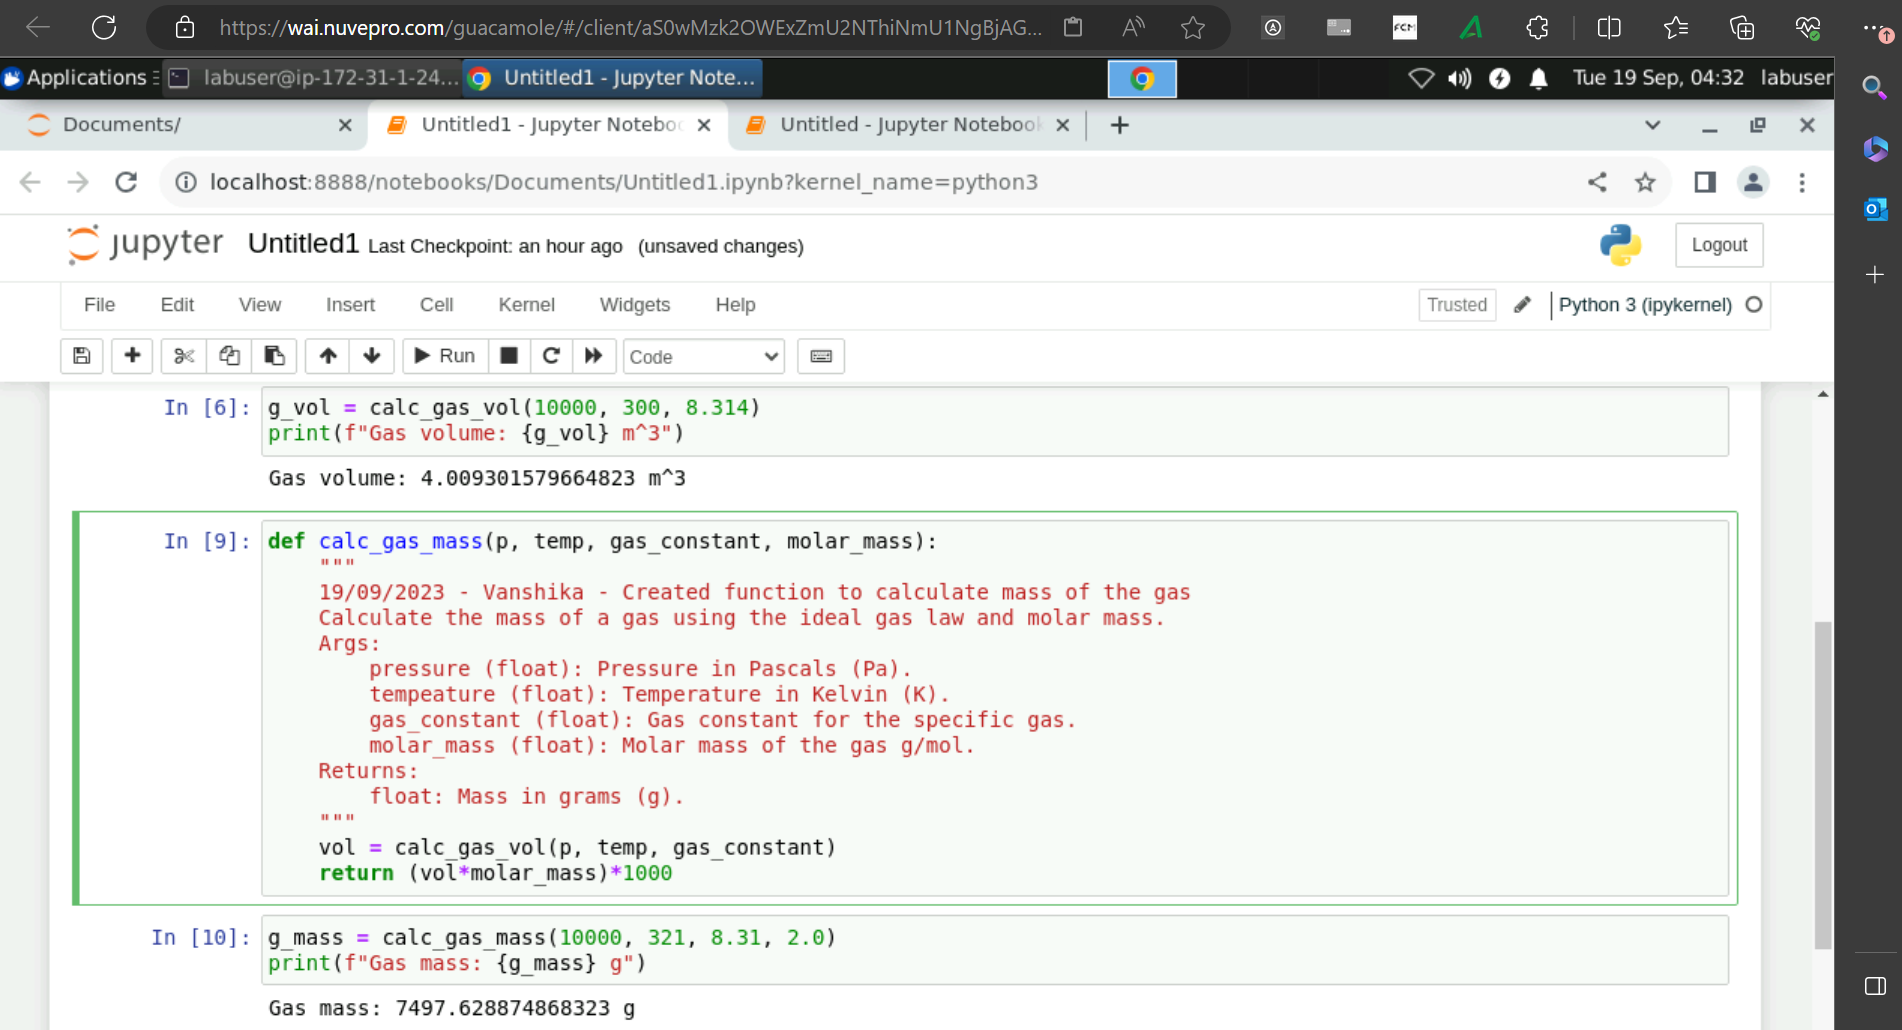 https://wai.nuvepro.com/guacamole/#/client/aS0wMzk2OWExZmU2NThiNmU1NgBjAG...
Applications
labuser@ip-172-31-1-24...
Untitled1 - Jupyter Note...
Tue 19 Sep, 04:32 labuser
Documents/
Untitled1 - Jupyter Noteboo
Untitled - Jupyter Notebook
localhost:8888/notebooks/Documents/Untitled1.ipynb?kernel_name=python3
jupyter Untitled1 Last Checkpoint: an hour ago (unsaved changes)
Logout
File Edit View Insert Cell Kernel Widgets Help
Trusted
Python 3 (ipykernel)
Run
Code
In [6]: g_vol = calc_gas_vol(10000, 300, 8.314)
print(f"Gas volume: {g_vol} m^3")
Gas volume: 4.009301579664823 m^3
In [9]: def calc_gas_mass(p, temp, gas_constant, molar_mass):
"""
19/09/2023 - Vanshika - Created function to calculate mass of the gas
Calculate the mass of a gas using the ideal gas law and molar mass.
Args:
pressure (float): Pressure in Pascals (Pa).
tempeature (float): Temperature in Kelvin (K).
gas_constant (float): Gas constant for the specific gas.
molar_mass (float): Molar mass of the gas g/mol.
Returns:
float: Mass in grams (g).
"""
vol = calc_gas_vol(p, temp, gas_constant)
return (vol*molar_mass)*1000
In [10]: g_mass = calc_gas_mass(10000, 321, 8.31, 2.0)
print(f"Gas mass: {g_mass} g")
Gas mass: 7497.628874868323 g